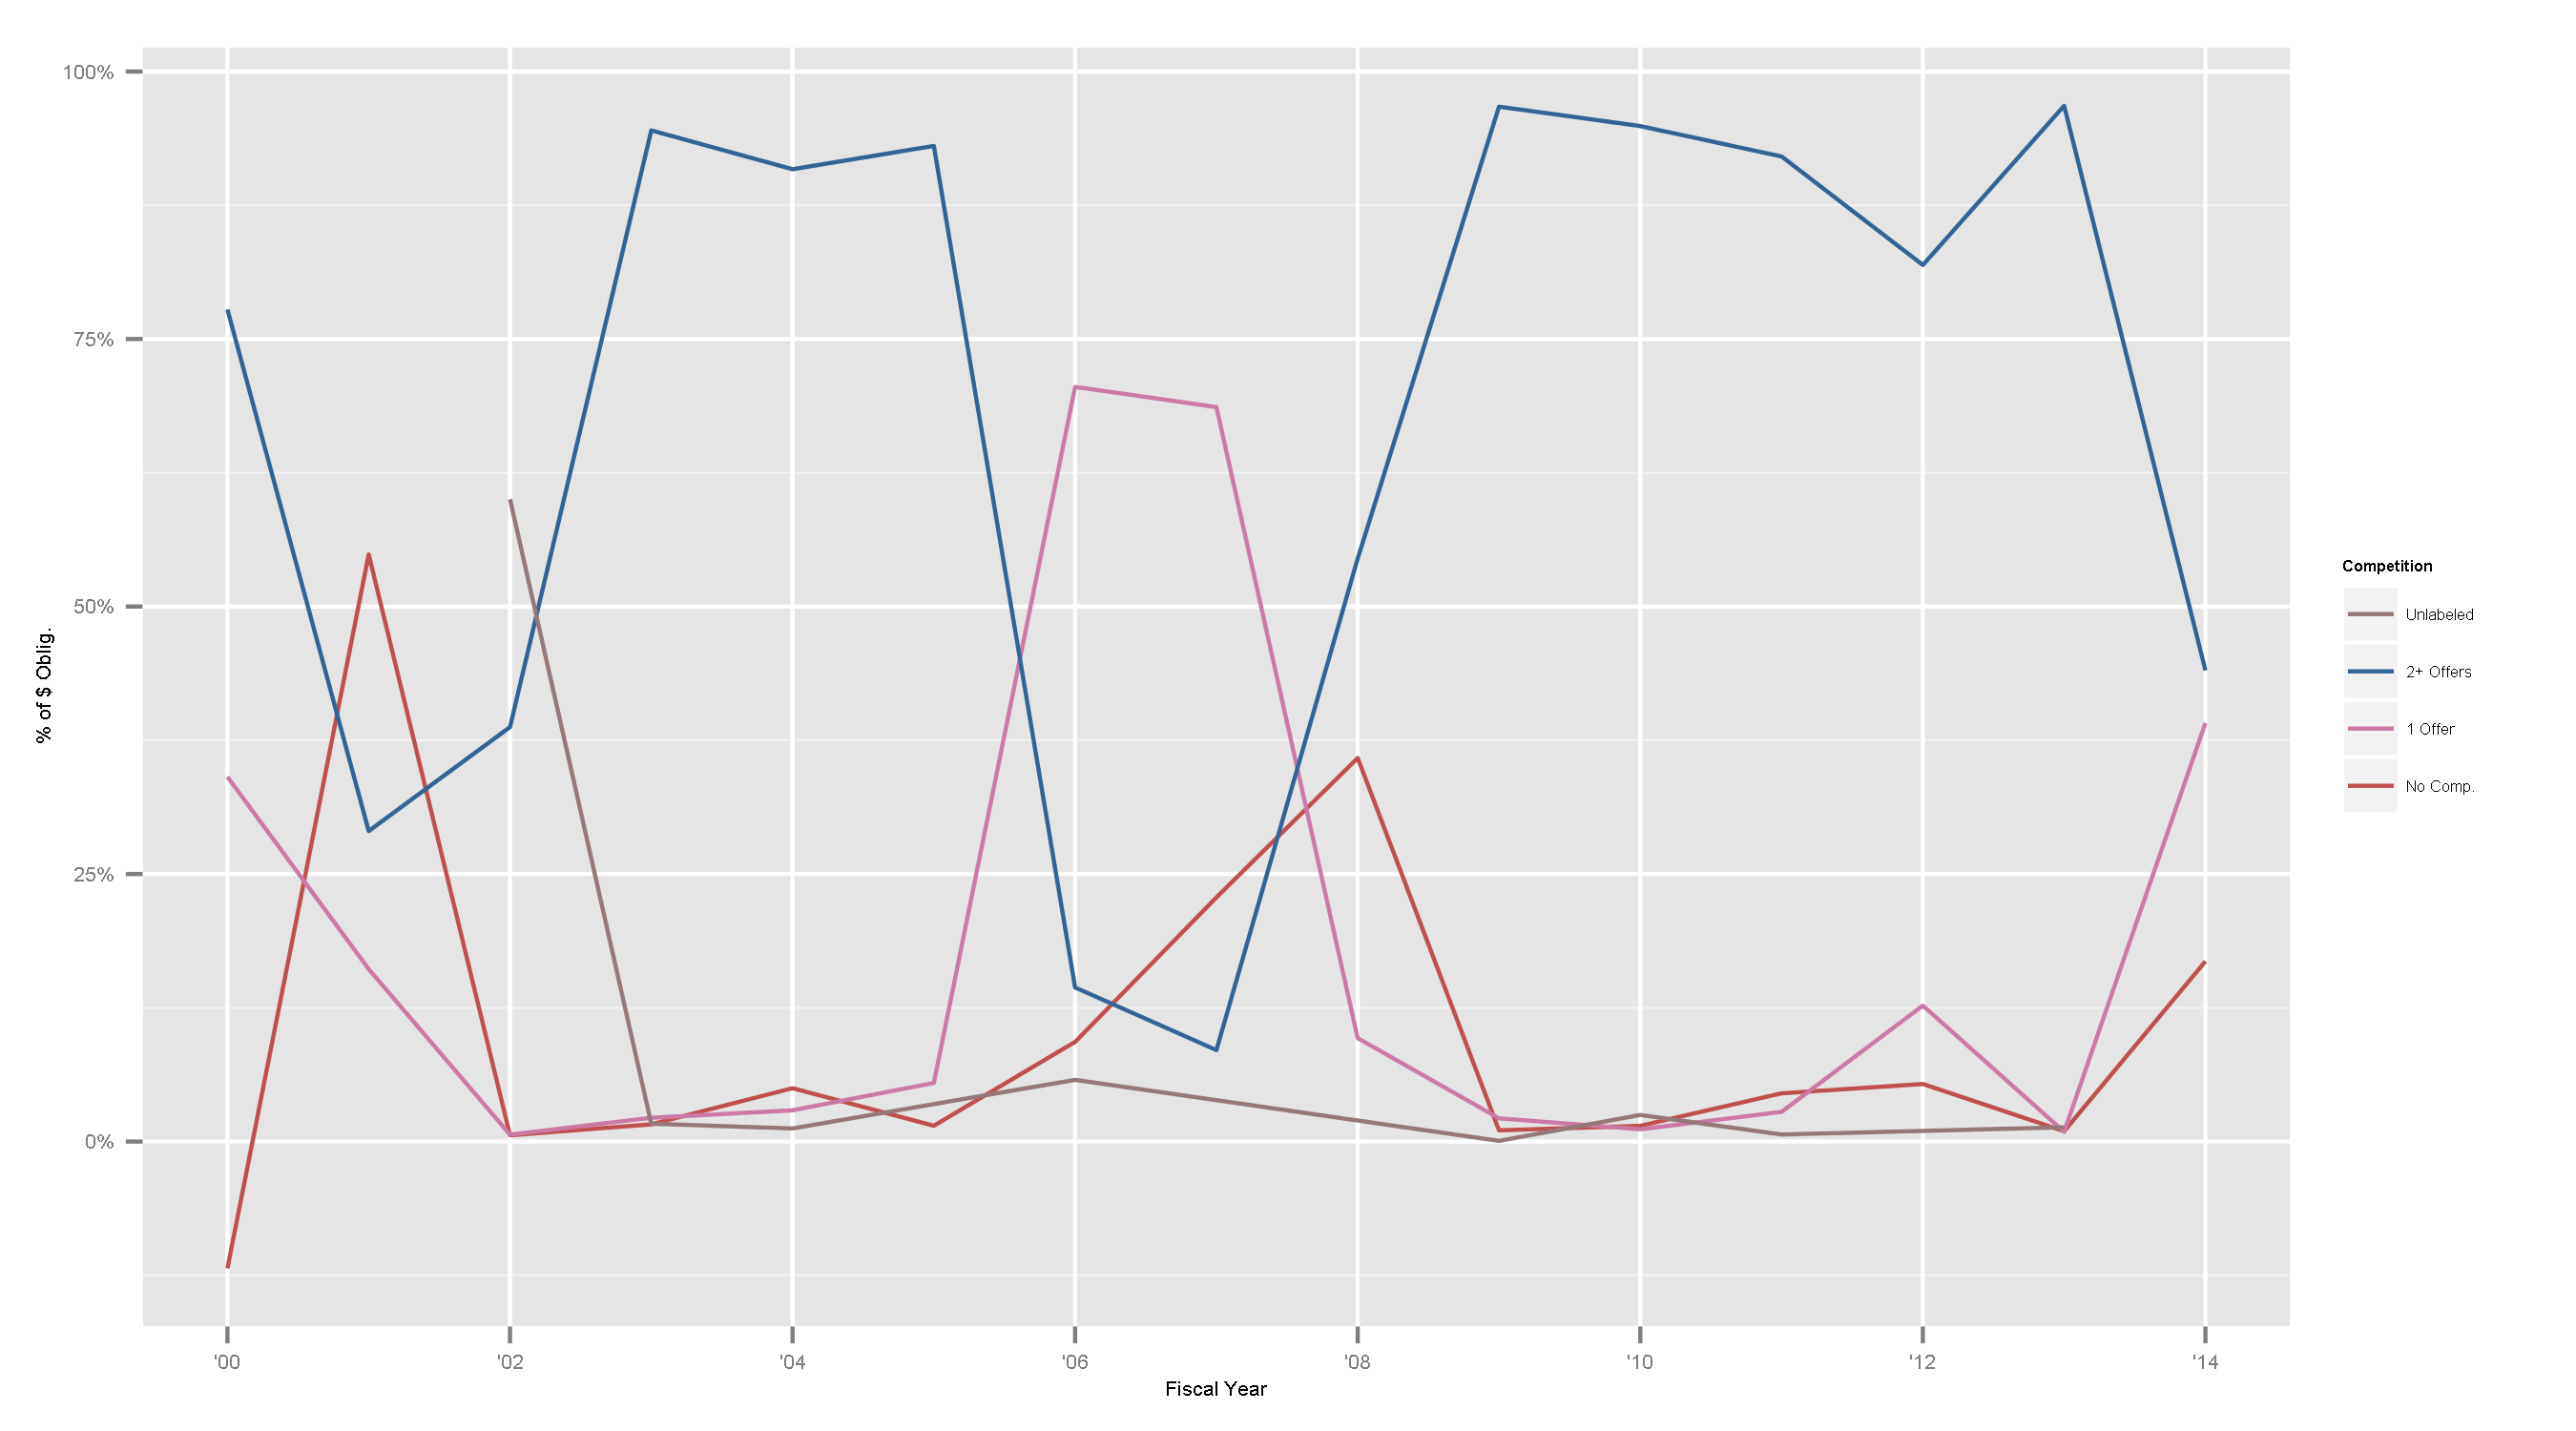 100%
75%
50%
25%
0%
% of $ Oblig.
'00
'02
'04
'06
'08
'10
'12
'14
Fiscal Year
Competition
Unlabeled
2+ Offers
1 Offer
No Comp.